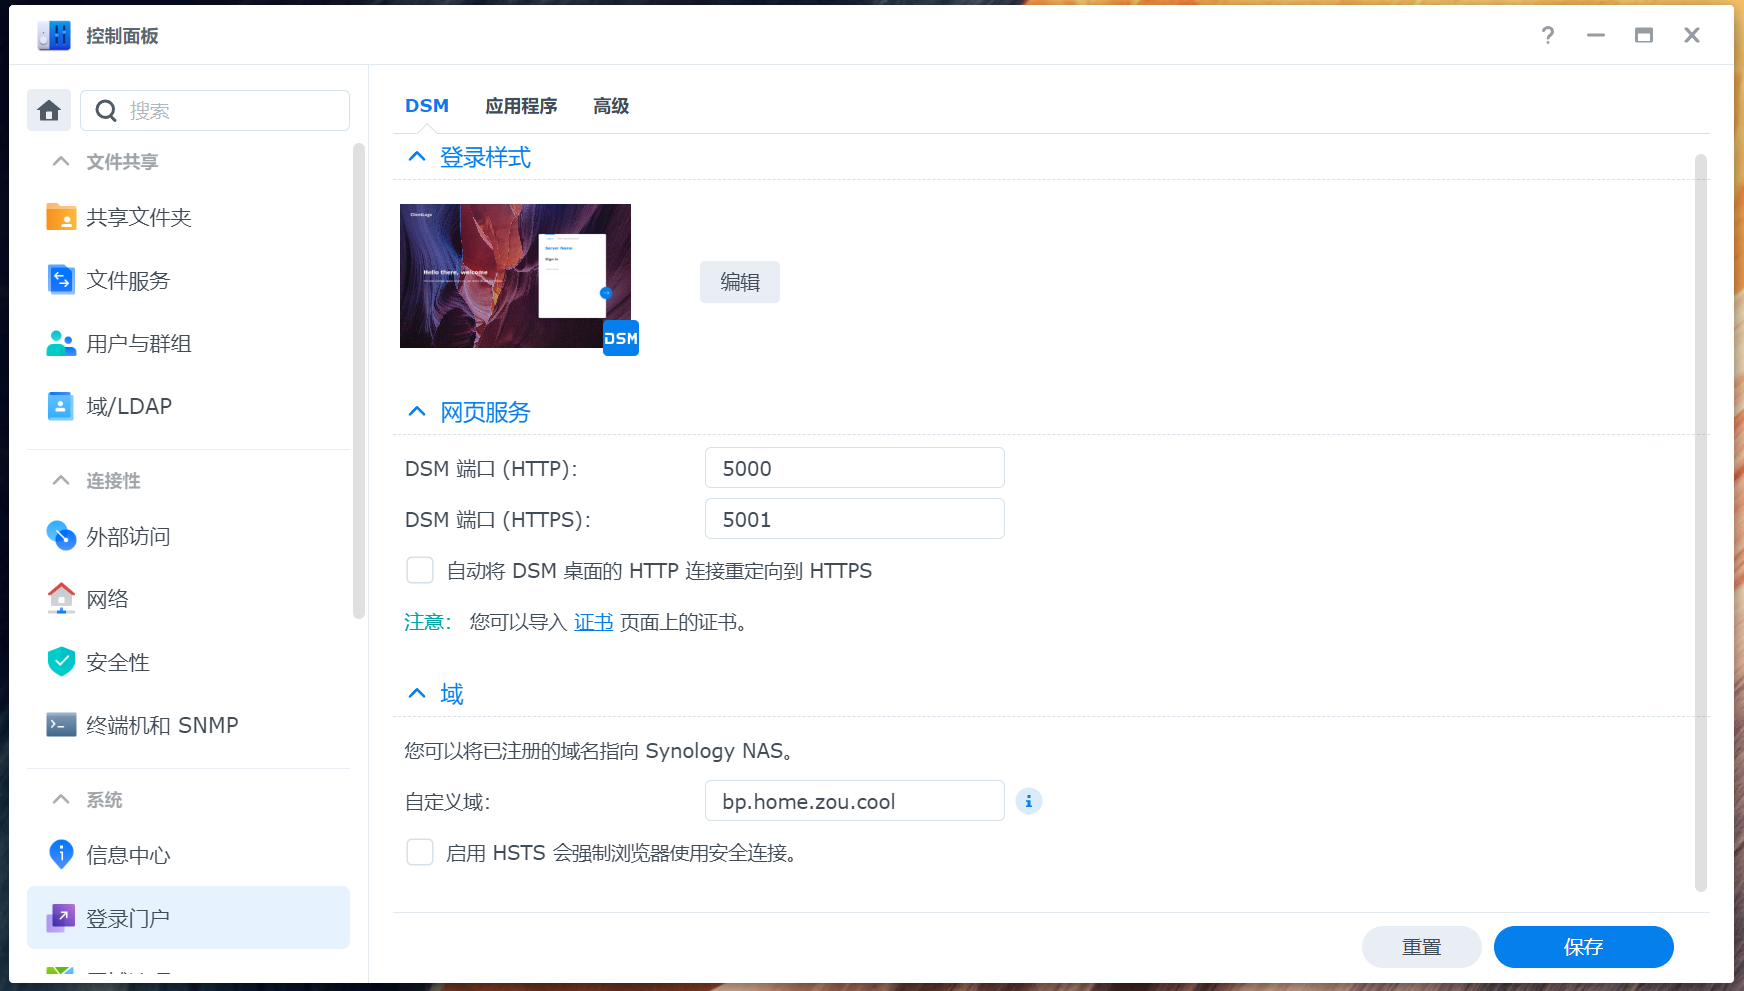 控制面板
搜索
文件共享
共享文件夹
文件服务
用户与群组
域/LDAP
连接性
外部访问
网络
安全性
终端机和 SNMP
系统
信息中心
登录门户
DSM
应用程序
高级
登录样式
Hello there, welcome
Server Name
Sign in
DSM
编辑
网页服务
DSM 端口 (HTTP):
5000
DSM 端口 (HTTPS):
5001
自动将 DSM 桌面的 HTTP 连接重定向到 HTTPS
注意: 您可以导入 证书 页面上的证书。
域
您可以将已注册的域名指向 Synology NAS。
自定义域:
bp.home.zou.cool
启用 HSTS 会强制浏览器使用安全连接。
重置
保存